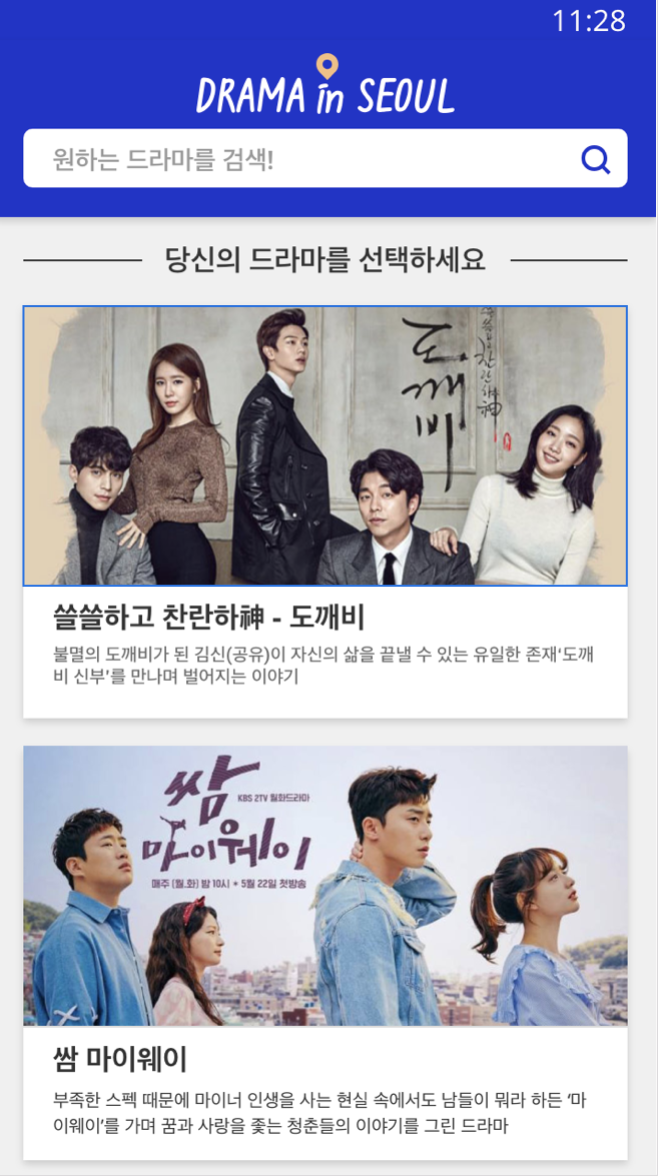 11:28
DRAMA in SEOUL
원하는 드라마를 검색!
당신의 드라마를 선택하세요
도
깨
비
쓸쓸하고 찬란하神
쓸쓸하고 찬란하神 - 도깨비
불멸의 도깨비가 된 김신(공유)이 자신의 삶을 끝낼 수 있는 유일한 존재‘도깨
비 신부’를 만나며 벌어지는 이야기
쌈
KBS 2TV 월화드라마
마이웨이
매주 [월.화] 밤 10시 + 5월 22일 첫방송
쌈 마이웨이
부족한 스펙 때문에 마이너 인생을 사는 현실 속에서도 남들이 뭐라 하든 ‘마
이웨이’를 가며 꿈과 사랑을 좇는 청춘들의 이야기를 그린 드라마